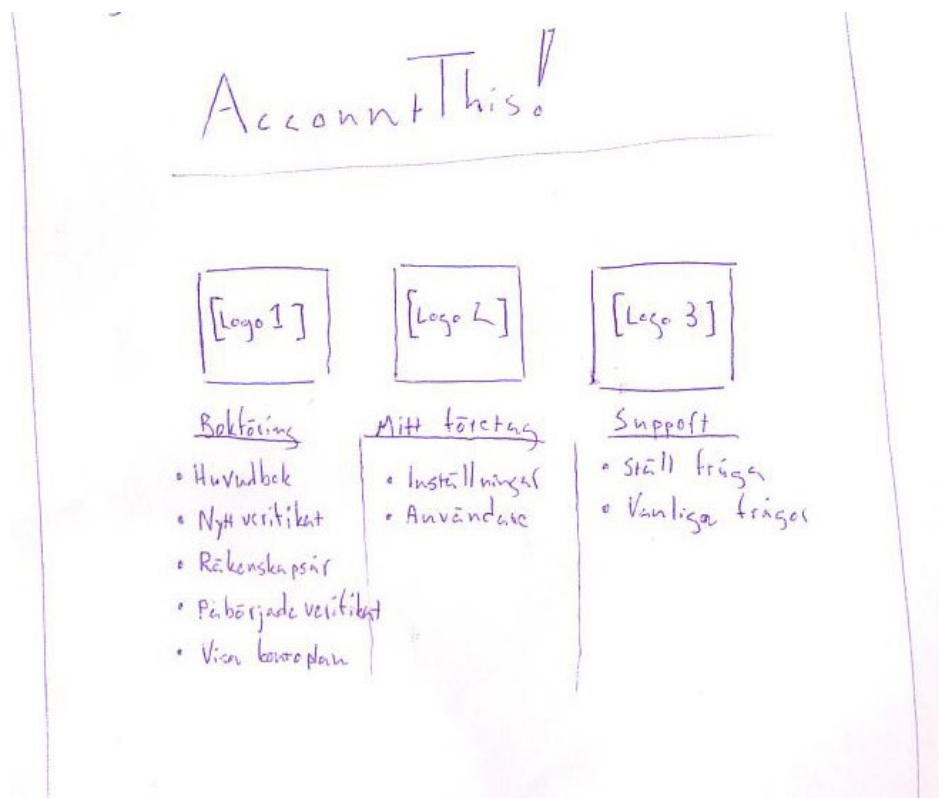 AccountThis!
[Logo 1]
[Logo 2]
[Logo 3]
Bokföring
• Huvudbok
• Nytt verifikat
• Räkenskapsår
• Påbörjade verifikat
• Visa kontoplan
Mitt företag
• Inställningar
• Användare
Support
• Ställ fråga
• Vanliga frågor